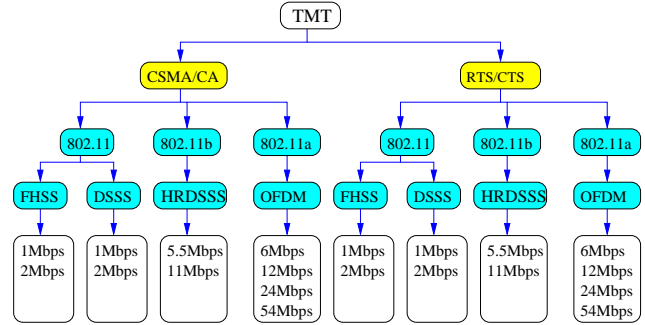 TMT
CSMA/CA RTS/CTS
802.11 802.11b 802.11a 802.11 802.11b 802.11a
FHSS DSSS HRDSSS OFDM FHSS DSSS HRDSSS OFDM
1Mbps 1Mbps 5.5Mbps 6Mbps 1Mbps 1Mbps 5.5Mbps 6Mbps
2Mbps 2Mbps 11Mbps 12Mbps 2Mbps 2Mbps 11Mbps 12Mbps
24Mbps 24Mbps
54Mbps 54Mbps